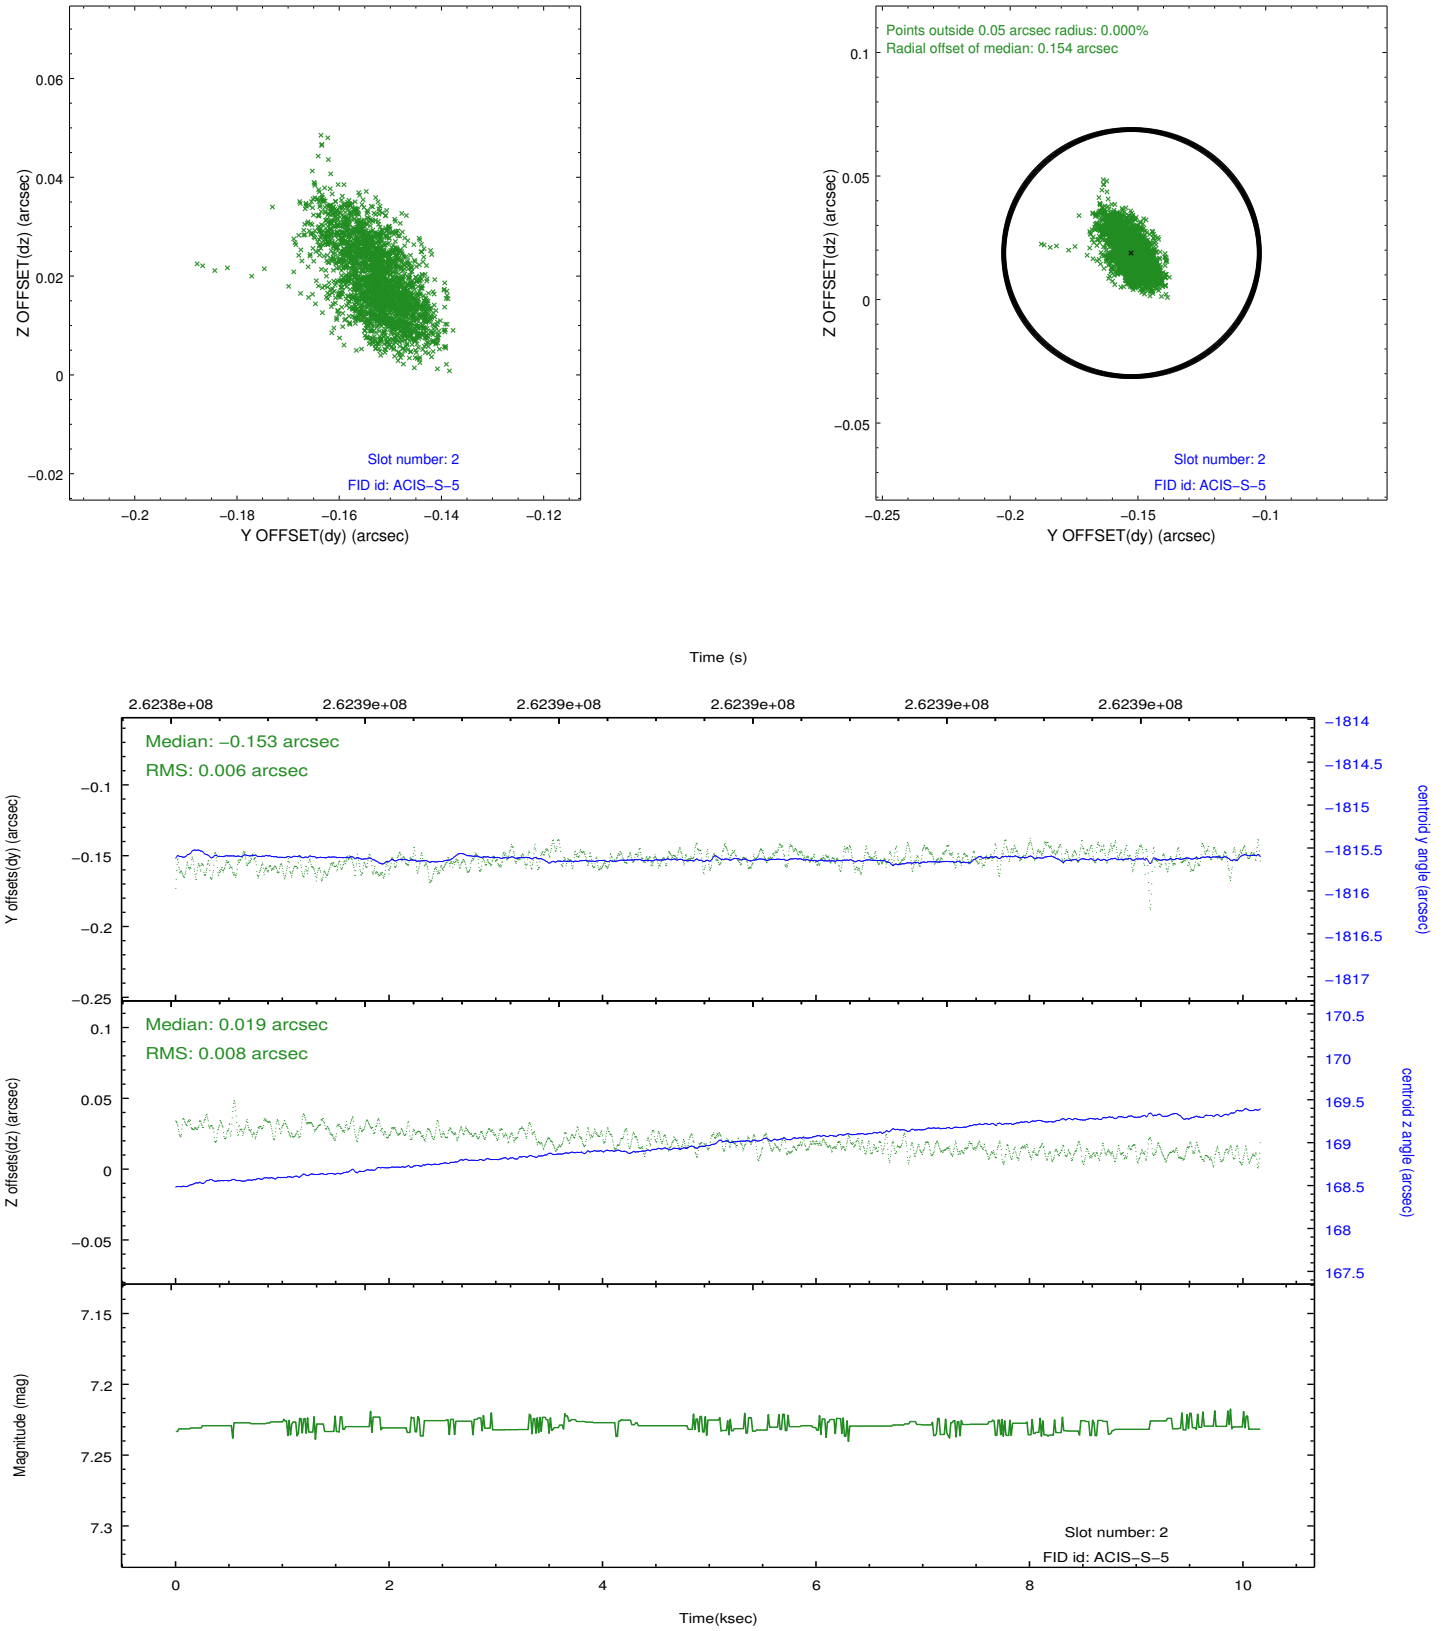 0.06
0.04
0.02
0
−0.02
Z OFFSET(dz) (arcsec)
Slot number: 2
FID id: ACIS−S−5
−0.2
−0.18
−0.16
−0.14
−0.12
Y OFFSET(dy) (arcsec)
Points outside 0.05 arcsec radius: 0.000%
Radial offset of median: 0.154 arcsec
0.1
0.05
0
−0.05
Z OFFSET(dz) (arcsec)
Slot number: 2
FID id: ACIS−S−5
−0.25
−0.2
−0.15
−0.1
Y OFFSET(dy) (arcsec)
Time (s)
2.6238e+08
2.6239e+08
2.6239e+08
2.6239e+08
2.6239e+08
2.6239e+08
Median: −0.153 arcsec
RMS: 0.006 arcsec
−0.1
−0.15
−0.2
−0.25
Y offsets(dy) (arcsec)
−1814
−1814.5
−1815
−1815.5
−1816
−1816.5
−1817
centroid y angle (arcsec)
Median: 0.019 arcsec
RMS: 0.008 arcsec
0.1
0.05
0
−0.05
Z offsets(dz) (arcsec)
170.5
170
169.5
169
168.5
168
167.5
centroid z angle (arcsec)
7.15
7.2
7.25
7.3
Magnitude (mag)
Slot number: 2
FID id: ACIS−S−5
0
2
4
6
8
10
Time(ksec)